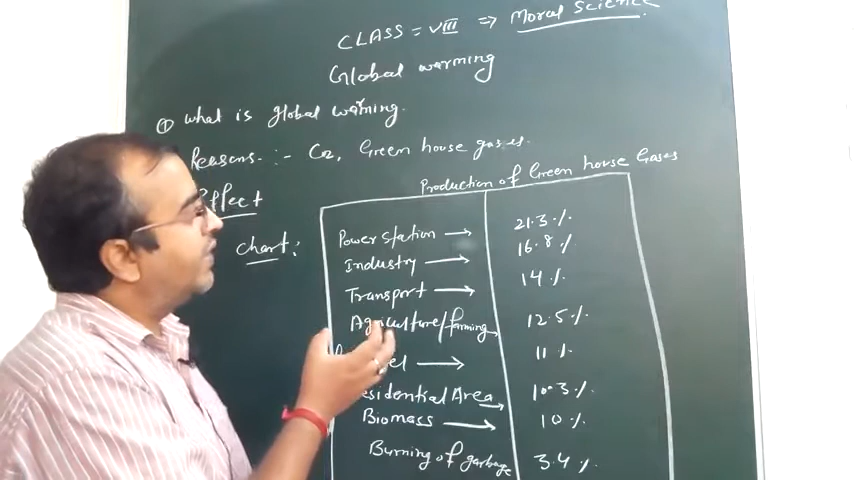 CLASS = VIII ⇒ Moral Science
Global warming
① what is global warming.
Reasons. :- Co2, Green house gases.
Effect
Production of Green house Gases
chart:
Power station → 21.3 %
Industry → 16.8 %
Transport → 14 %
Agriculture/farming → 12.5 %
→ 11 %
Residential Area → 10.3 %
Biomass → 10 %
Burning of garbage 3.4 %